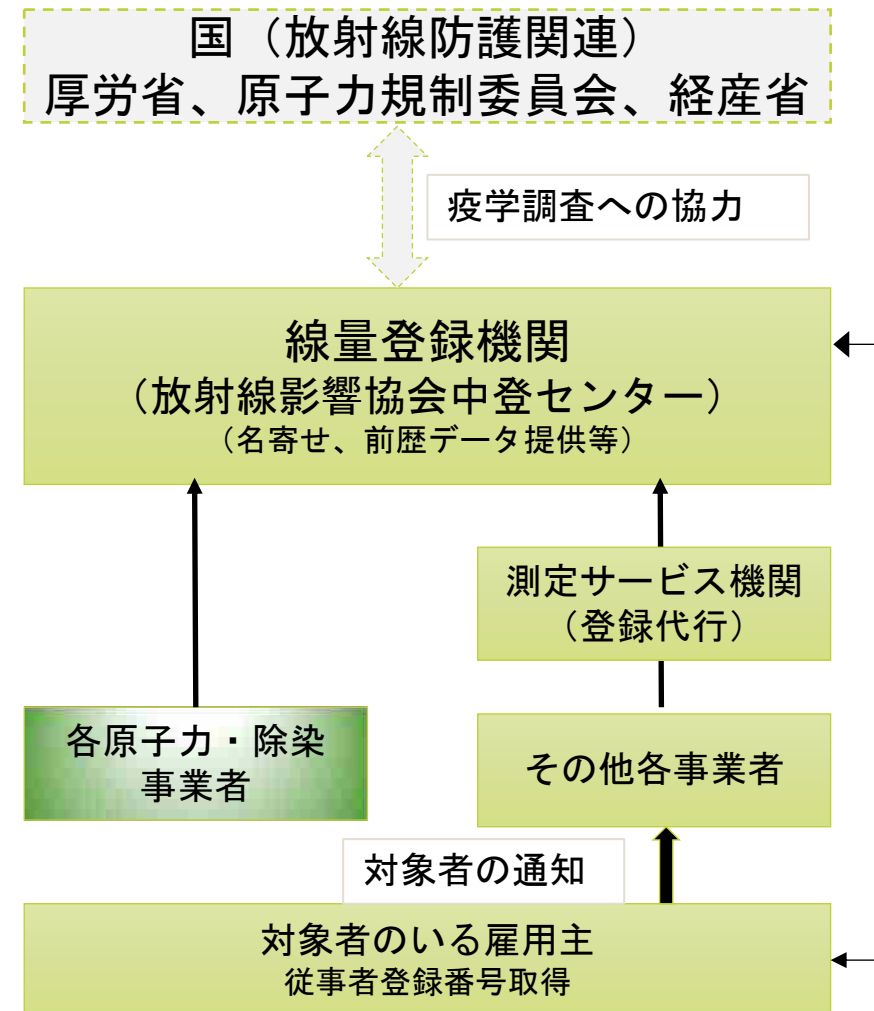 国（放射線防護関連）
厚労省、原子力規制委員会、経産省
疫学調査への協力
線量登録機関
（放射線影響協会中登センター）
（名寄せ、前歴データ提供等）
測定サービス機関
（登録代行）
各原子力・除染
事業者
その他各事業者
対象者の通知
対象者のいる雇用主
従事者登録番号取得